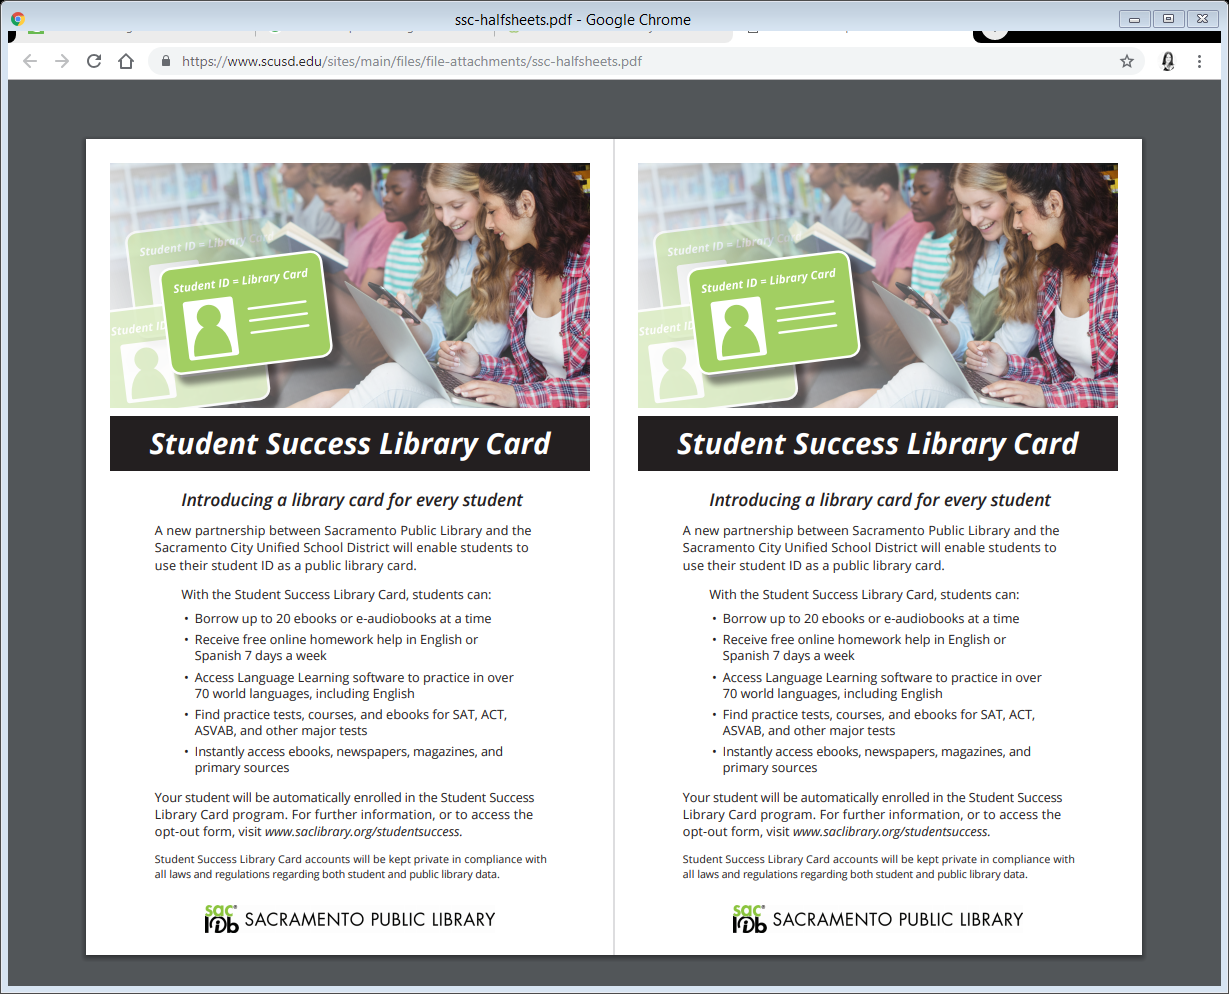 ssc-halfsheets.pdf - Google Chrome
https://www.scusd.edu/sites/main/files/file-attachments/ssc-halfsheets.pdf
Student ID = Library Card
Student ID = Library Card
Student ID
Student Success Library Card
Introducing a library card for every student
A new partnership between Sacramento Public Library and the
Sacramento City Unified School District will enable students to
use their student ID as a public library card.
With the Student Success Library Card, students can:
• Borrow up to 20 ebooks or e-audiobooks at a time
• Receive free online homework help in English or
Spanish 7 days a week
• Access Language Learning software to practice in over
70 world languages, including English
• Find practice tests, courses, and ebooks for SAT, ACT,
ASVAB, and other major tests
• Instantly access ebooks, newspapers, magazines, and
primary sources
Your student will be automatically enrolled in the Student Success
Library Card program. For further information, or to access the
opt-out form, visit www.saclibrary.org/studentsuccess.
Student Success Library Card accounts will be kept private in compliance with
all laws and regulations regarding both student and public library data.
sac
lib SACRAMENTO PUBLIC LIBRARY
Student ID = Library Card
Student ID = Library Card
Student ID
Student Success Library Card
Introducing a library card for every student
A new partnership between Sacramento Public Library and the
Sacramento City Unified School District will enable students to
use their student ID as a public library card.
With the Student Success Library Card, students can:
• Borrow up to 20 ebooks or e-audiobooks at a time
• Receive free online homework help in English or
Spanish 7 days a week
• Access Language Learning software to practice in over
70 world languages, including English
• Find practice tests, courses, and ebooks for SAT, ACT,
ASVAB, and other major tests
• Instantly access ebooks, newspapers, magazines, and
primary sources
Your student will be automatically enrolled in the Student Success
Library Card program. For further information, or to access the
opt-out form, visit www.saclibrary.org/studentsuccess.
Student Success Library Card accounts will be kept private in compliance with
all laws and regulations regarding both student and public library data.
sac
lib SACRAMENTO PUBLIC LIBRARY